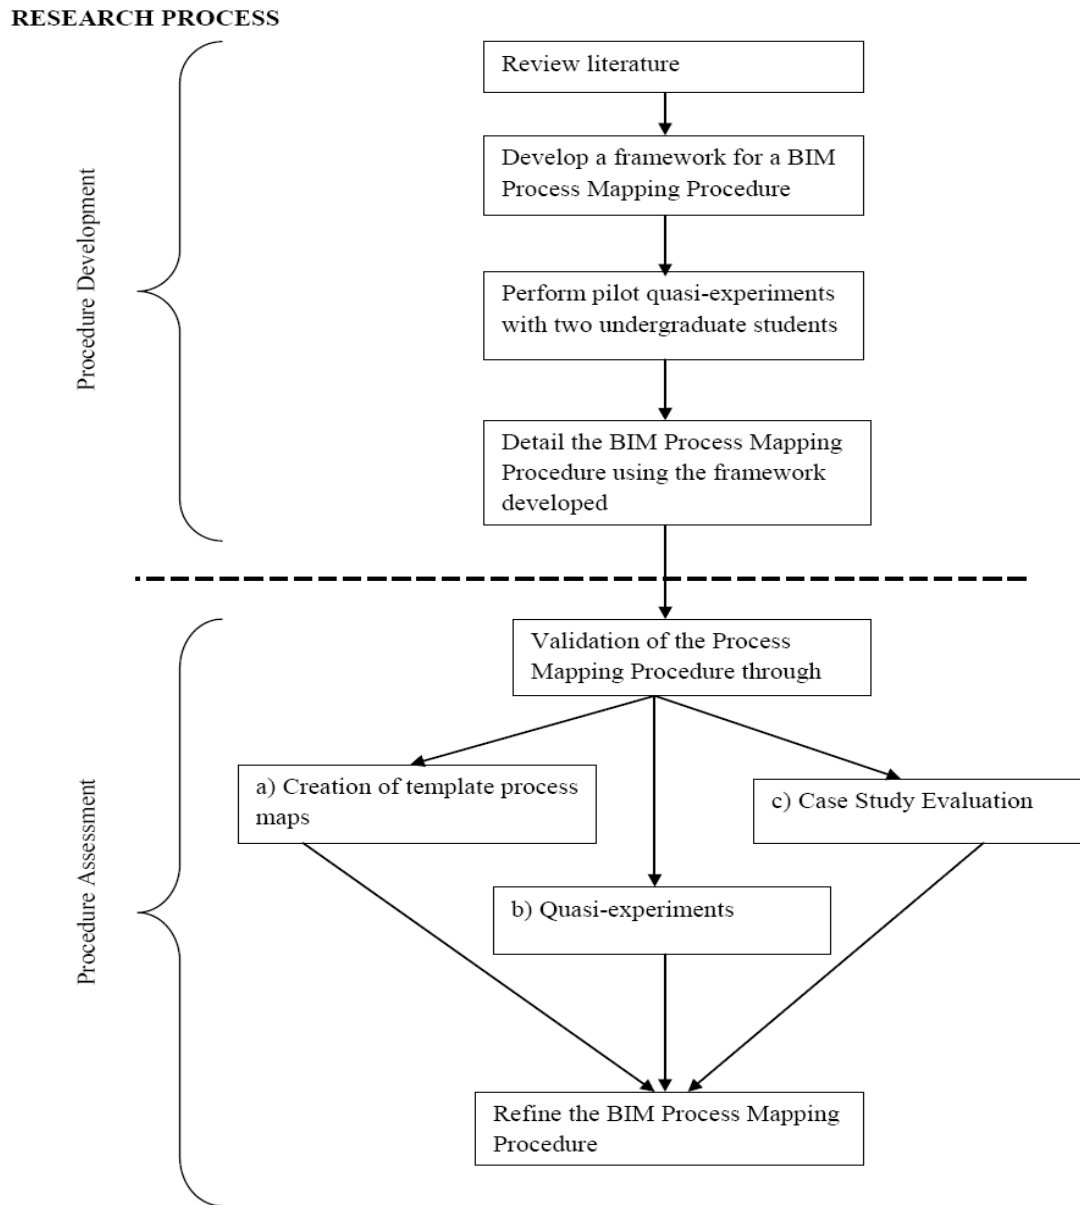 RESEARCH PROCESS
Procedure Development
Review literature
Develop a framework for a BIM
Process Mapping Procedure
Perform pilot quasi-experiments
with two undergraduate students
Detail the BIM Process Mapping
Procedure using the framework
developed
Procedure Assessment
Validation of the Process
Mapping Procedure through
a) Creation of template process
maps
c) Case Study Evaluation
b) Quasi-experiments
Refine the BIM Process Mapping
Procedure